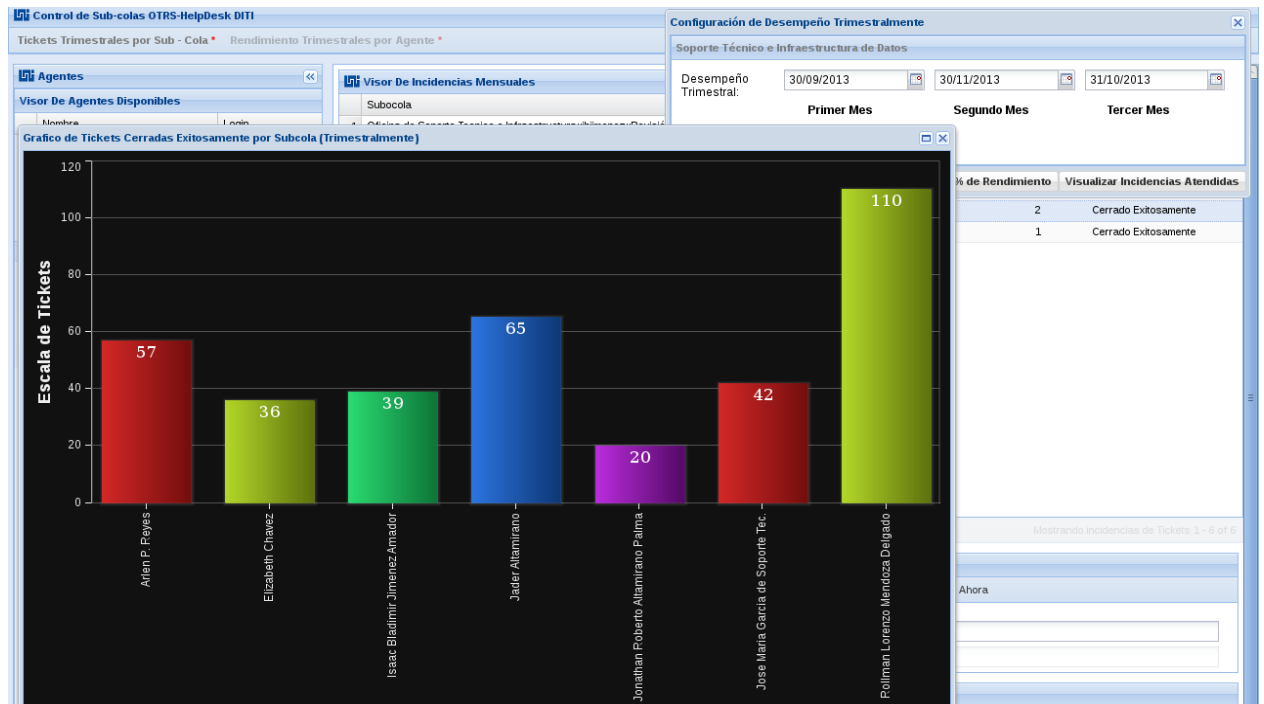 Control de Sub-colas OTRS-HelpDesk DITI
Tickets Trimestrales por Sub - Cola *
Rendimiento Trimestrales por Agente *
Agentes
Visor De Agentes Disponibles
Nombre
Login
Visor De Incidencias Mensuales
Subocola
Configuración de Desempeño Trimestralmente
Soporte Técnico e Infraestructura de Datos
Desempeño
Trimestral:
30/09/2013
30/11/2013
31/10/2013
Primer Mes
Segundo Mes
Tercer Mes
% de Rendimiento
Visualizar Incidencias Atendidas
2
Cerrado Exitosamente
1
Cerrado Exitosamente
Grafico de Tickets Cerradas Exitosamente por Subcola (Trimestralmente)
Escala de Tickets
120
100
80
60
40
20
0
57
36
39
65
20
42
110
Arlen P. Reyes
Elizabeth Chavez
Isaac Bladimir Jimenez Amador
Jader Altamirano
Jonathan Roberto Altamirano Palma
Jose Maria Garcia de Soporte Tec.
Rollman Lorenzo Mendoza Delgado
Mostrando incidencias de Tickets 1 - 6 of 6
Ahora